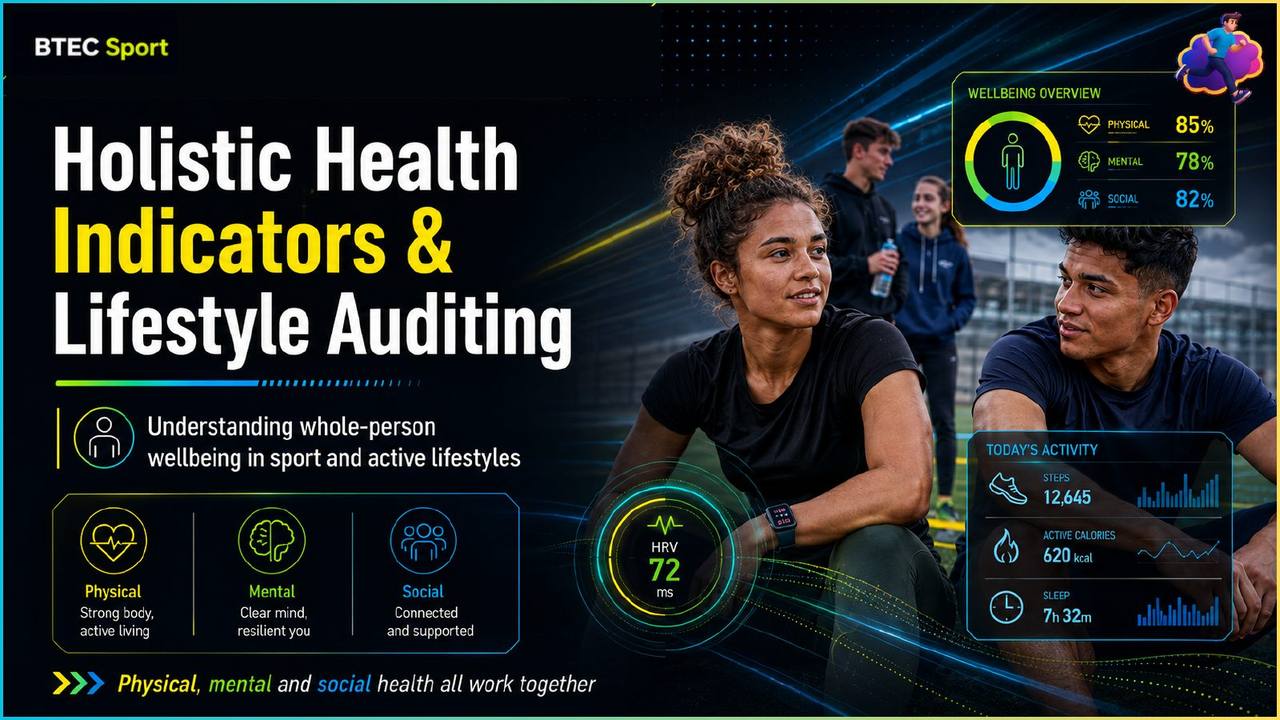 BTEC Sport
Holistic Health
Indicators &
Lifestyle Auditing
Understanding whole-person
wellbeing in sport and active lifestyles
Physical
Strong body,
active living
Mental
Clear mind,
resilient you
Social
Connected
and supported
Physical, mental and social health all work together
WELLBEING OVERVIEW
PHYSICAL 85%
MENTAL 78%
SOCIAL 82%
HRV
72
ms
TODAY'S ACTIVITY
STEPS
12,645
ACTIVE CALORIES
620 kcal
SLEEP
7h 32m